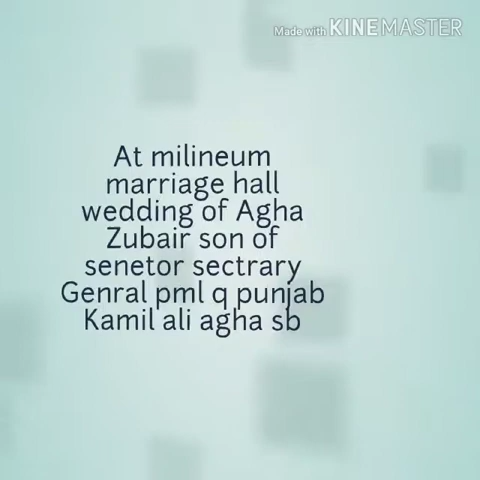 Made with KINEMASTER
At milineum
marriage hall
wedding of Agha
Zubair son of
senetor sectrary
Genral pml q punjab
Kamil ali agha sb